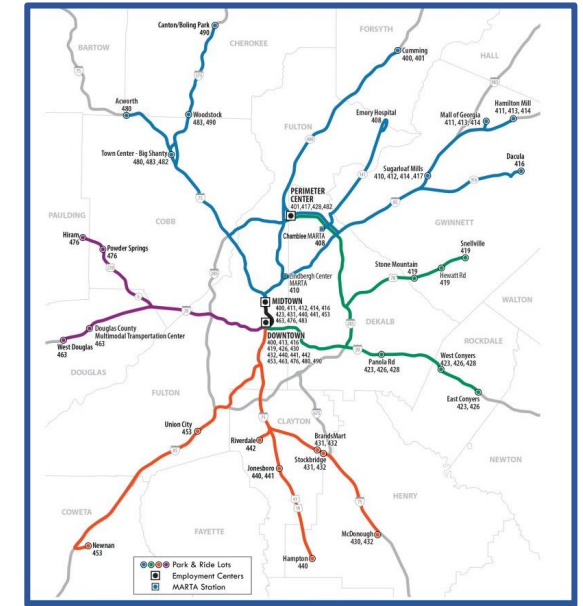 Canton/Boling Park
490
FORSYTH
BARTOW
CHEROKEE
HALL
Cumming
400, 401
Acworth
480
Woodstock
483, 490
Emory Hospital
408
Mall of Georgia
411, 413, 414
Hamilton Mill
411, 413, 414
FULTON
Town Center - Big Shanty
480, 483, 482
Sugarloaf Mills
410, 412, 414, 417
Dacula
416
PERIMETER
CENTER
401,417,428,482
PAULDING
COBB
GWINNETT
Hiram
476
Powder Springs
476
Chamblee MARTA
408
Snellville
419
Stone Mountain
419
Hewatt Rd
419
Lindbergh Center
MARTA
410
WALTON
MIDTOWN
400, 411, 412, 414, 416
423, 431, 440, 441, 453
463, 476, 483
DEKALB
DOWNTOWN
400, 413, 416
419, 426, 430
432, 440, 441, 442
453, 463, 476, 480, 490
Douglas County
Multimodal Transportation Center
463
West Douglas
463
ROCKDALE
Panola Rd
423, 426, 428
West Conyers
423, 426, 428
DOUGLAS
East Conyers
423, 426
FULTON
CLAYTON
Union City
453
Riverdale
442
BrandsMart
431, 432
Stockbridge
431, 432
NEWTON
Jonesboro
440, 441
HENRY
COWETA
FAYETTE
McDonough
430, 432
Newnan
453
Hampton
440
Park & Ride Lots
Employment Centers
MARTA Station